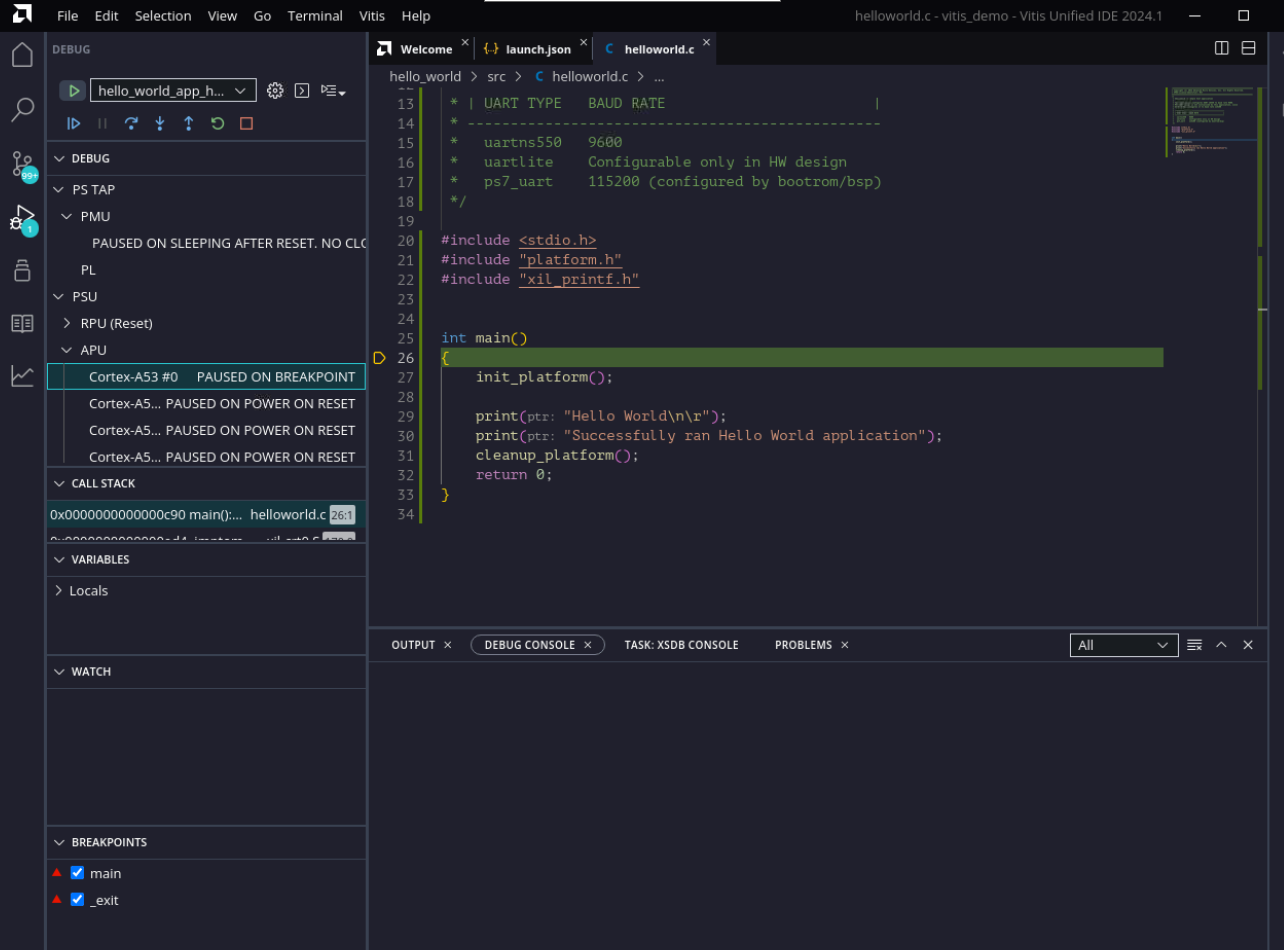 File Edit Selection View Go Terminal Vitis Help helloworld.c - vitis_demo - Vitis Unified IDE 2024.1
DEBUG
hello_world_app_h...
99+
1
DEBUG
PS TAP
PMU
PAUSED ON SLEEPING AFTER RESET. NO CLO
PL
PSU
RPU (Reset)
APU
Cortex-A53 #0 PAUSED ON BREAKPOINT
Cortex-A5... PAUSED ON POWER ON RESET
Cortex-A5... PAUSED ON POWER ON RESET
Cortex-A5... PAUSED ON POWER ON RESET
CALL STACK
0x0000000000000c90 main():... helloworld.c 26:1
VARIABLES
Locals
WATCH
BREAKPOINTS
main
_exit
Welcome {..} launch.json C helloworld.c
hello_world > src > C helloworld.c > ...
13 * | UART TYPE BAUD RATE |
14 * ------------------------------------------------
15 * uartns550 9600
16 * uartlite Configurable only in HW design
17 * ps7_uart 115200 (configured by bootrom/bsp)
18 */
19
20 #include <stdio.h>
21 #include "platform.h"
22 #include "xil_printf.h"
23
24
25 int main()
26 {
27 init_platform();
28
29 print(ptr: "Hello World\n\r");
30 print(ptr: "Successfully ran Hello World application");
31 cleanup_platform();
32 return 0;
33 }
34
OUTPUT DEBUG CONSOLE TASK: XSDB CONSOLE PROBLEMS All